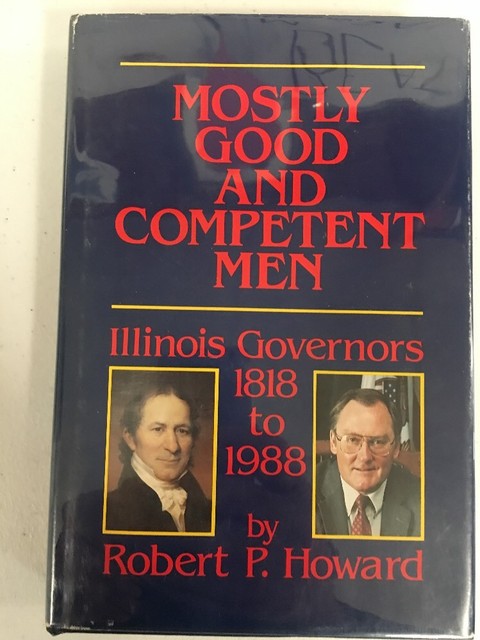 MOSTLY
GOOD
AND
COMPETENT
MEN
Illinois Governors
1818
to
1988
by
Robert P. Howard